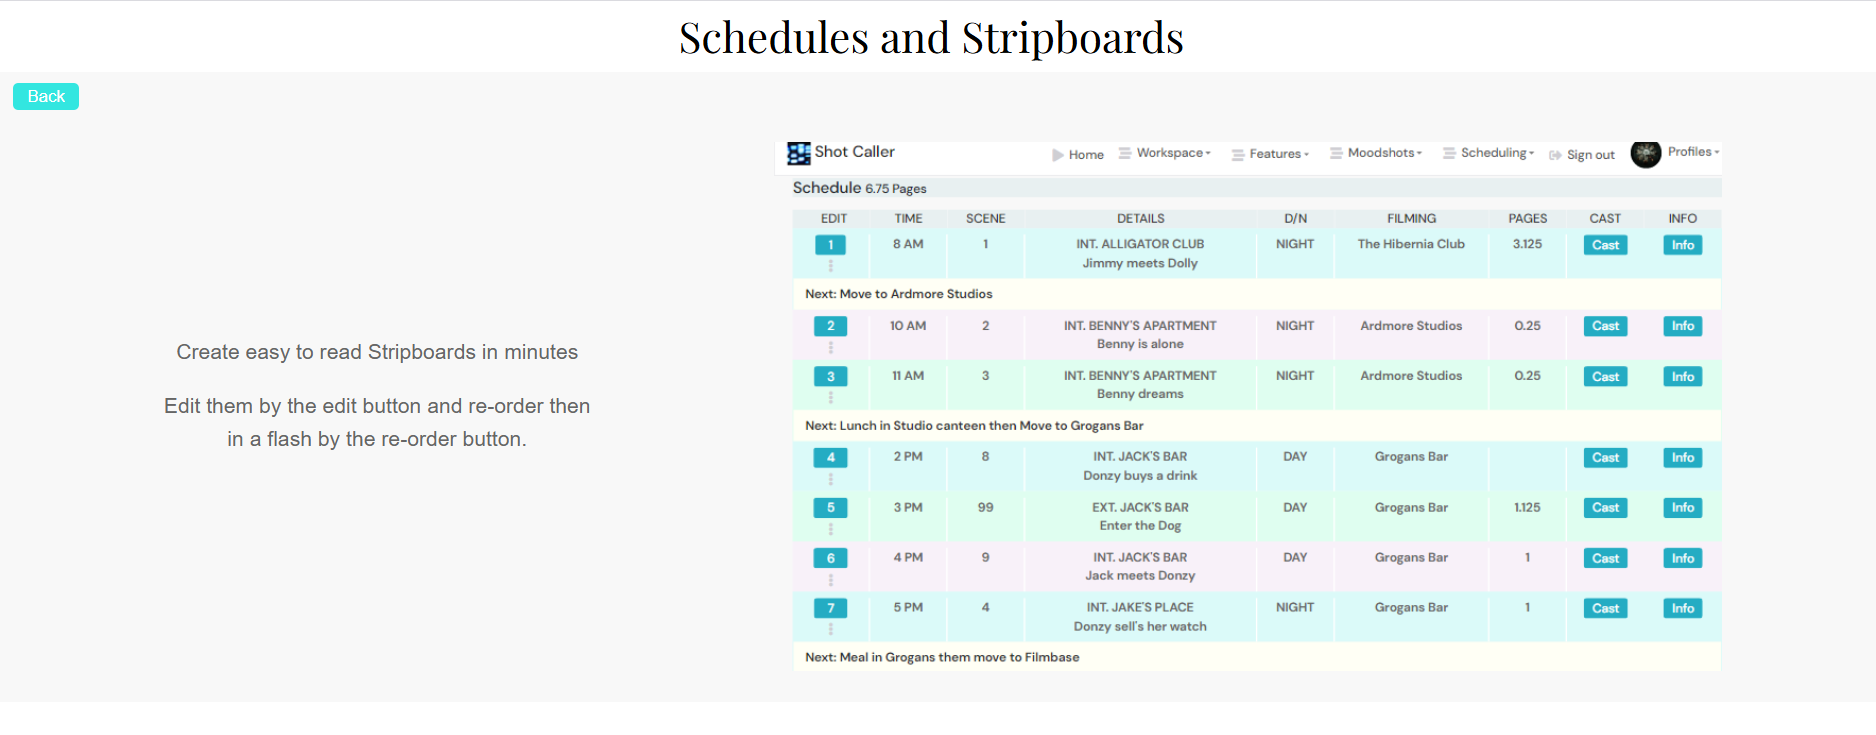 Schedules and Stripboards
Back
Create easy to read Stripboards in minutes
Edit them by the edit button and re-order then
in a flash by the re-order button.
Shot Caller Home Workspace Features Moodshots Scheduling Sign out Profiles
Schedule 6.75 Pages
EDIT TIME SCENE DETAILS D/N FILMING PAGES CAST INFO
1 8 AM 1 INT. ALLIGATOR CLUB NIGHT The Hibernia Club 3.125 Cast Info
Jimmy meets Dolly
Next: Move to Ardmore Studios
2 10 AM 2 INT. BENNY'S APARTMENT NIGHT Ardmore Studios 0.25 Cast Info
Benny is alone
3 11 AM 3 INT. BENNY'S APARTMENT NIGHT Ardmore Studios 0.25 Cast Info
Benny dreams
Next: Lunch in Studio canteen then Move to Grogans Bar
4 2 PM 8 INT. JACK'S BAR DAY Grogans Bar Cast Info
Donzy buys a drink
5 3 PM 99 EXT. JACK'S BAR DAY Grogans Bar 1.125 Cast Info
Enter the Dog
6 4 PM 9 INT. JACK'S BAR DAY Grogans Bar 1 Cast Info
Jack meets Donzy
7 5 PM 4 INT. JAKE'S PLACE NIGHT Grogans Bar 1 Cast Info
Donzy sell's her watch
Next: Meal in Grogans them move to Filmbase